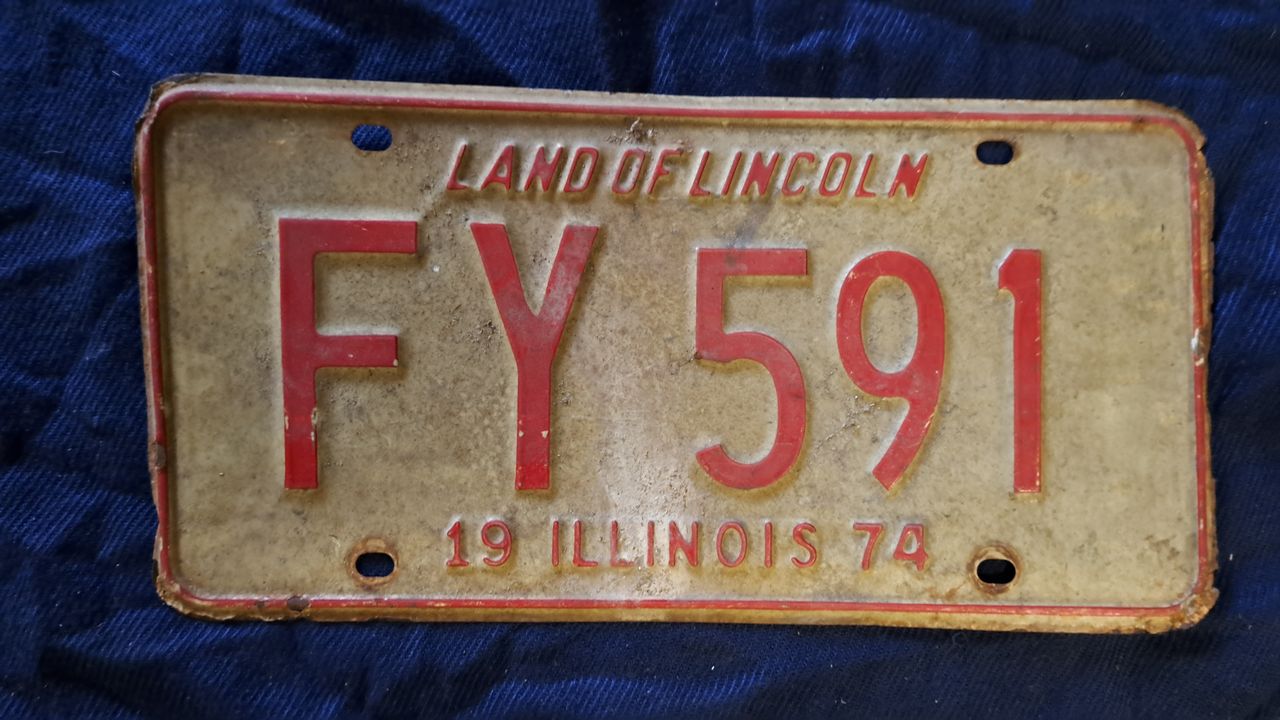 LAND OF LINCOLN
FY 591
19 ILLINOIS 74